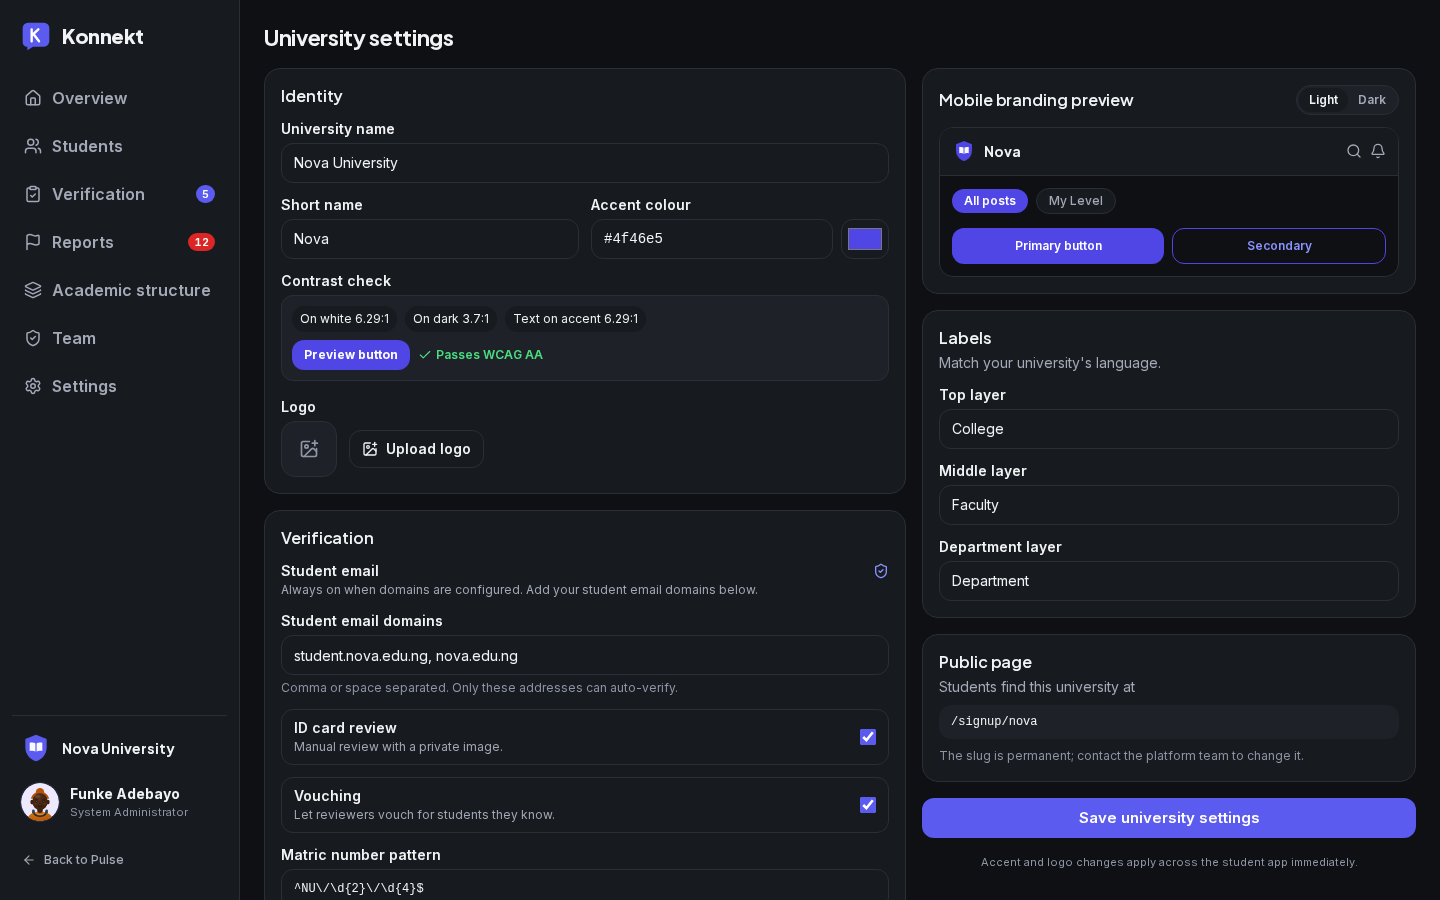 Konnekt
Overview
Students
Verification 5
Reports 12
Academic structure
Team
Settings
Nova University
Funke Adebayo
System Administrator
Back to Pulse
University settings
Identity
University name
Nova University
Short name
Nova
Accent colour
#4f46e5
Contrast check
On white 6.29:1 On dark 3.7:1 Text on accent 6.29:1
Preview button Passes WCAG AA
Logo
Upload logo
Verification
Student email
Always on when domains are configured. Add your student email domains below.
Student email domains
student.nova.edu.ng, nova.edu.ng
Comma or space separated. Only these addresses can auto-verify.
ID card review
Manual review with a private image.
Vouching
Let reviewers vouch for students they know.
Matric number pattern
^NU\/\d{2}\/\d{4}$
Mobile branding preview Light Dark
Nova
All posts My Level
Primary button Secondary
Labels
Match your university's language.
Top layer
College
Middle layer
Faculty
Department layer
Department
Public page
Students find this university at
/signup/nova
The slug is permanent; contact the platform team to change it.
Save university settings
Accent and logo changes apply across the student app immediately.